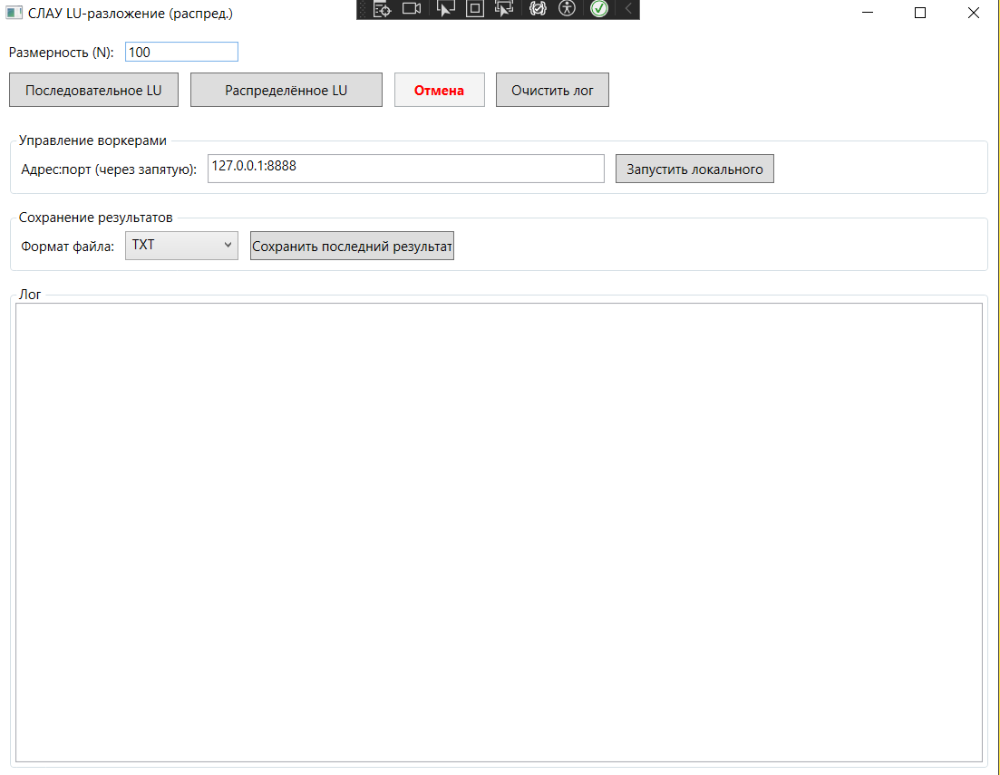 СЛАУ LU-разложение (распред.)
Размерность (N): 100
Последовательное LU Распределённое LU Отмена Очистить лог
Управление воркерами
Адрес:порт (через запятую): 127.0.0.1:8888 Запустить локального
Сохранение результатов
Формат файла: TXT Сохранить последний результат
Лог